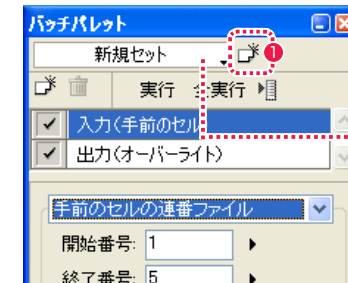 バッチパレット
新規セット 1
実行 全実行
入力(手前のセル
出力(オーバーライト)
手前のセルの連番ファイル
開始番号: 1
終了番号: 5